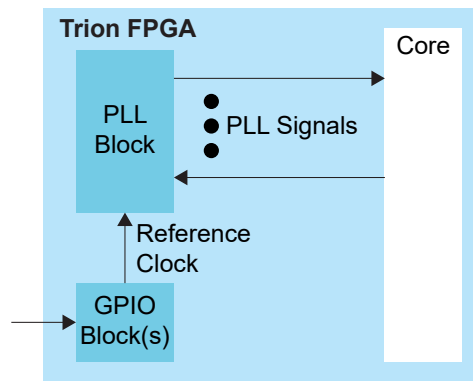 Trion FPGA
Core
PLL
Block
PLL Signals
Reference
Clock
GPIO
Block(s)